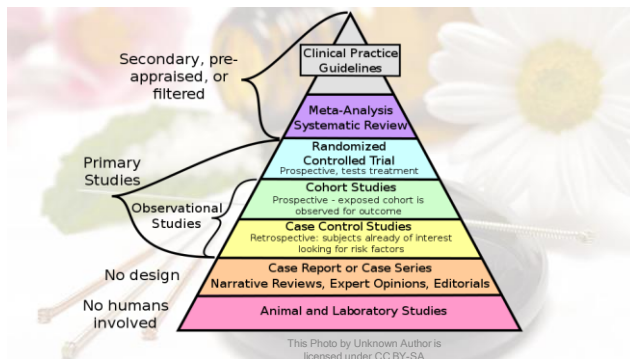 Clinical Practice
Guidelines
Secondary, pre-
appraised, or
filtered
Meta-Analysis
Systematic Review
Randomized
Controlled Trial
Prospective, tests treatment
Primary
Studies
Cohort Studies
Prospective - exposed cohort is
observed for outcome
Observational
Studies
Case Control Studies
Retrospective: subjects already of interest
looking for risk factors
No design
Case Report or Case Series
Narrative Reviews, Expert Opinions, Editorials
No humans
involved
Animal and Laboratory Studies
This Photo by Unknown Author is
licensed under CC BY-SA